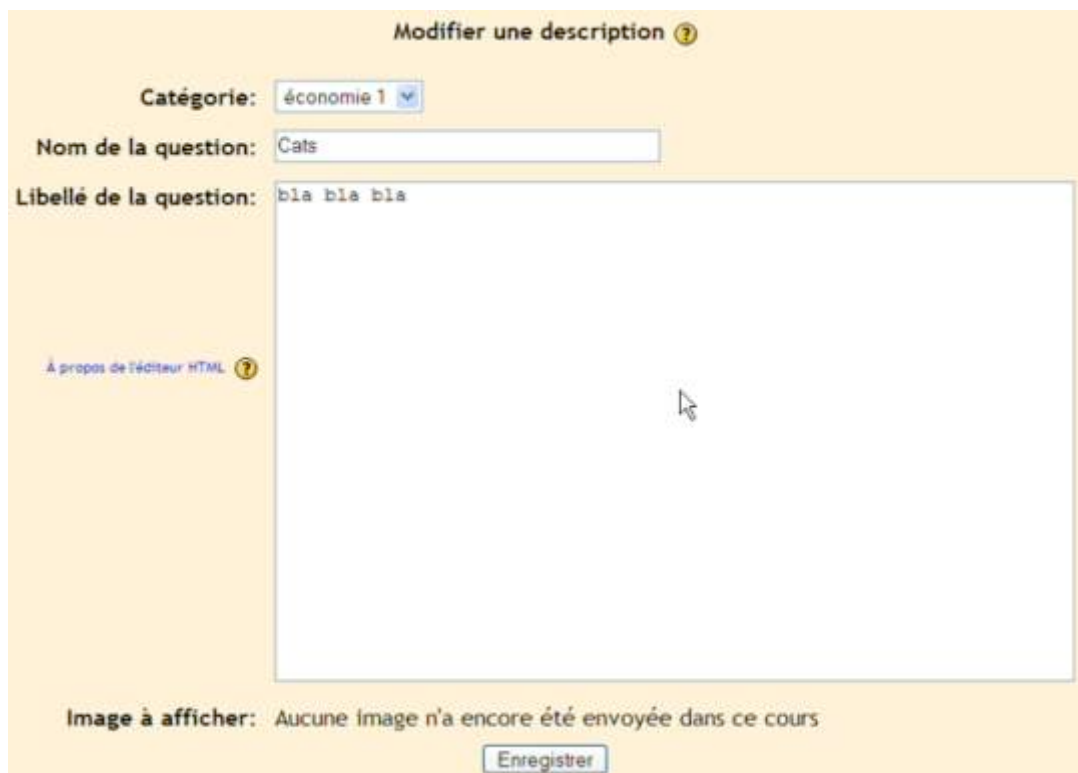 Modifier une description ?
Catégorie: économie 1
Nom de la question: Cats
Libellé de la question: bla bla bla
À propos de l'éditeur HTML ?
Image à afficher: Aucune image n'a encore été envoyée dans ce cours
Enregistrer